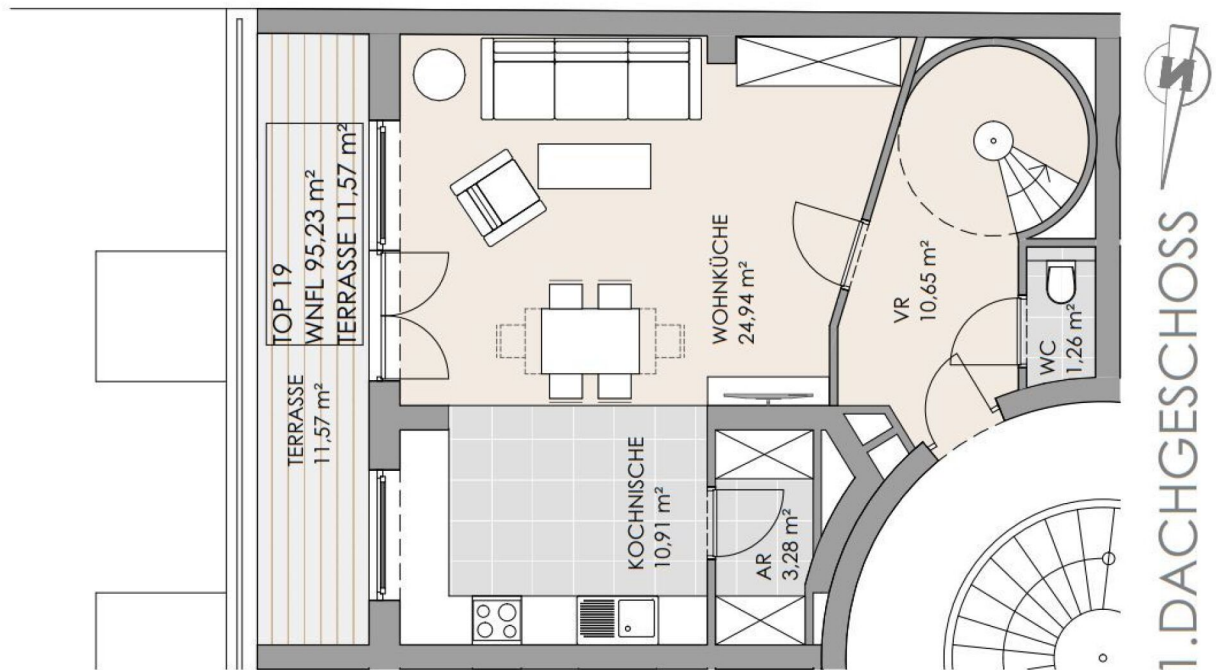 TOP 19
WNFL 95,23 m²
TERRASSE 11,57 m²
TERRASSE
11,57 m²
WOHNKÜCHE
24,94 m²
KOCHNISCHE
10,91 m²
AR
3,28 m²
VR
10,65 m²
WC
1,26 m²
N
1.DACHGESCHOSS